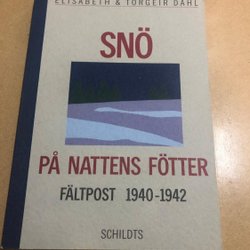 ELISABETH & TORGEIR DAHL
SNÖ
PÅ NATTENS FÖTTER
FÄLTPOST 1940-1942
SCHILDTS